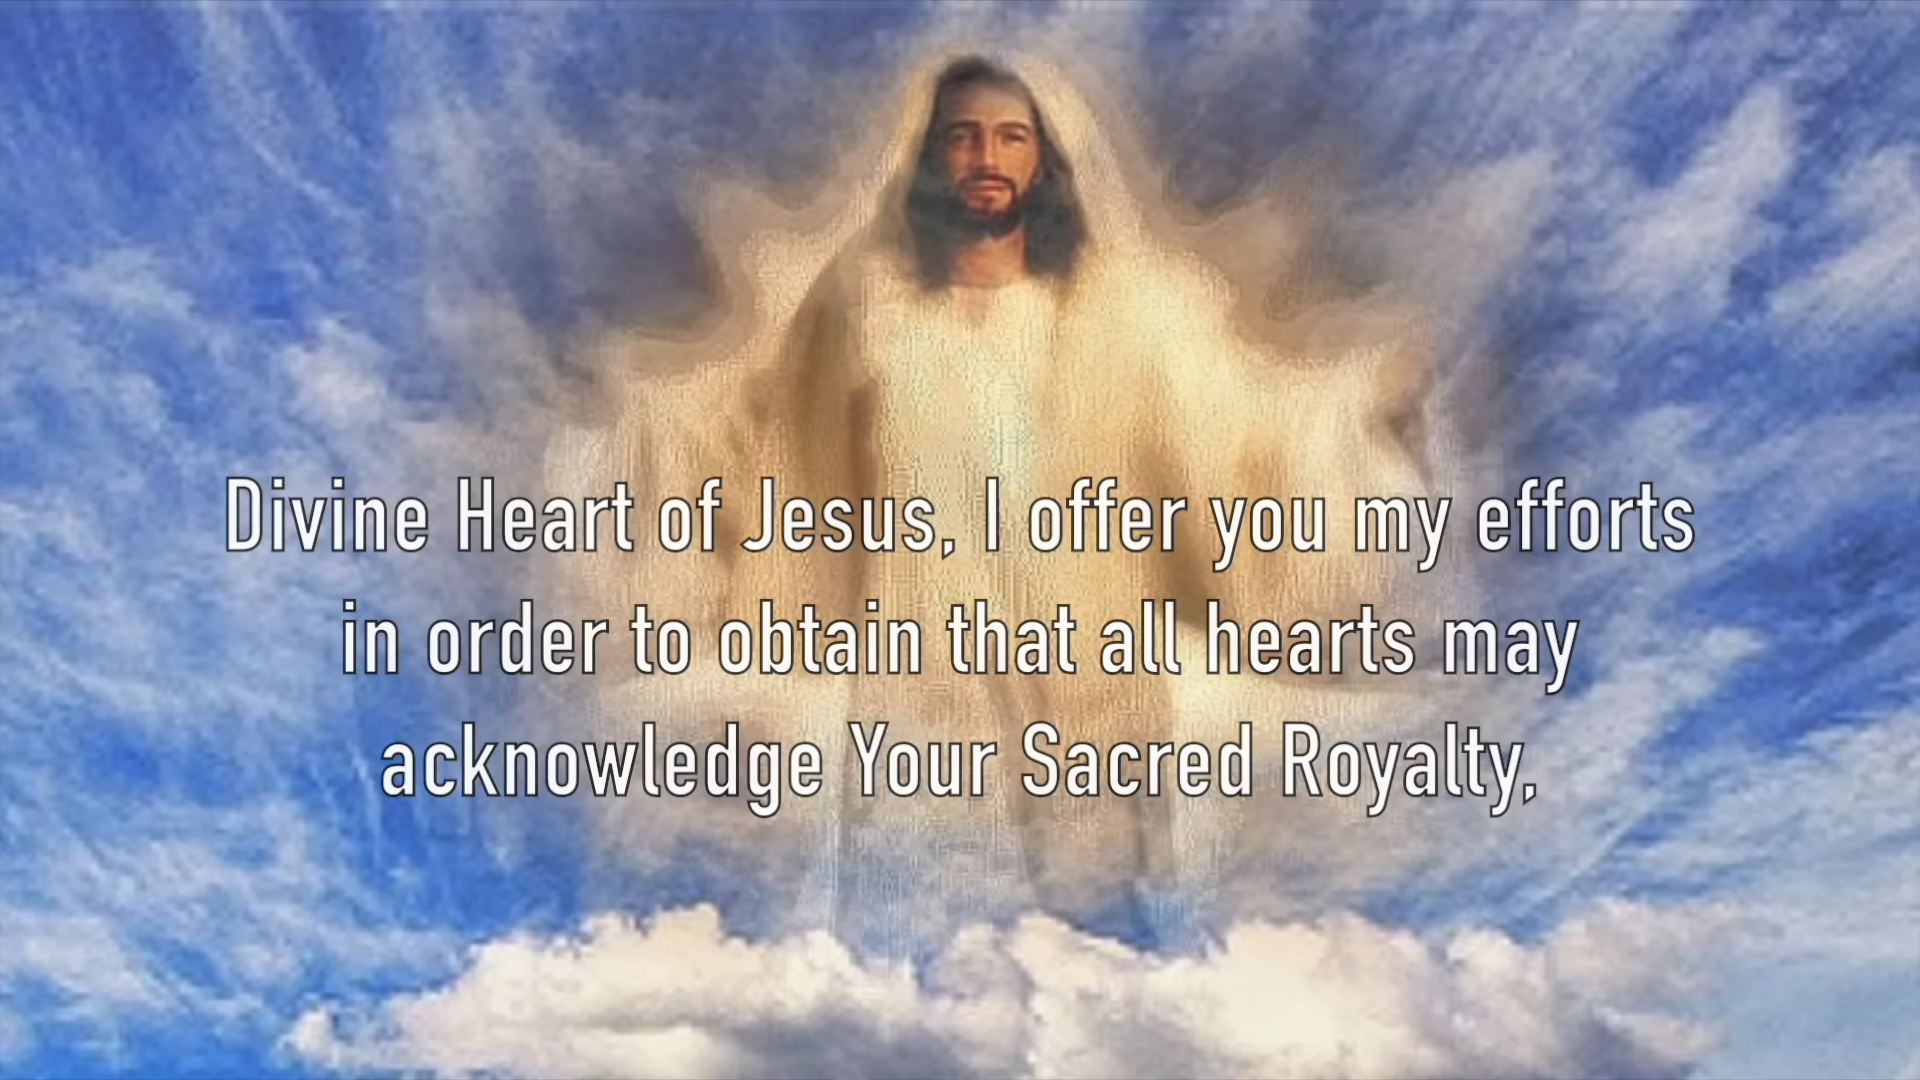 Divine Heart of Jesus, I offer you my efforts
in order to obtain that all hearts may
acknowledge Your Sacred Royalty,